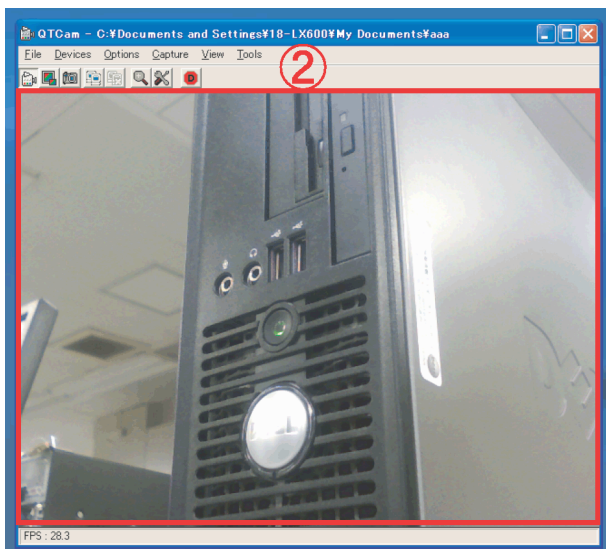 QTCam - C:¥Documents and Settings¥18-LX600¥My Documents¥aaa
File Devices Options Capture View Tools
②
D
FPS : 28.3